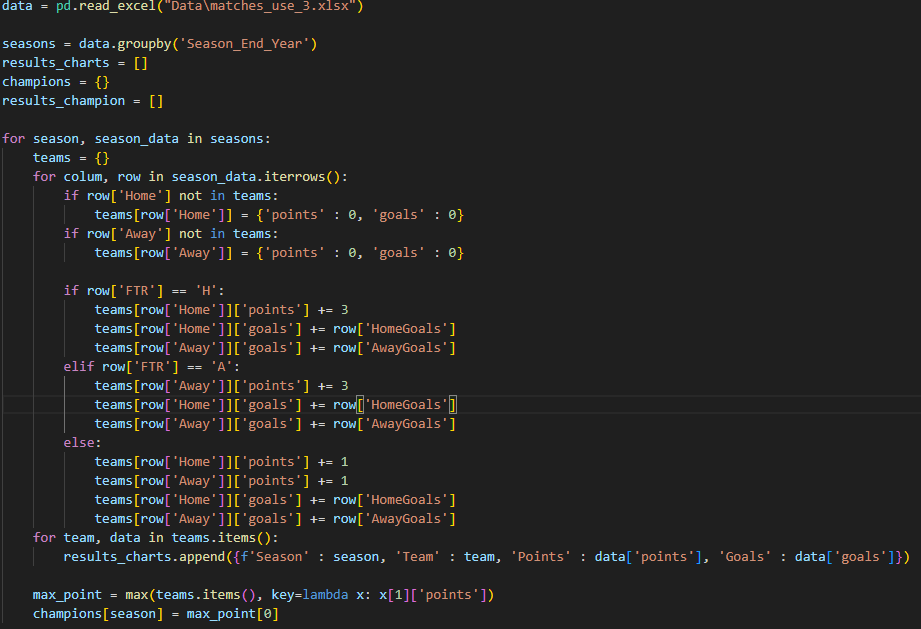 data = pd.read_excel("Data\matches_use_3.xlsx")
seasons = data.groupby('Season_End_Year')
results_charts = []
champions = {}
results_champion = []
for season, season_data in seasons:
    teams = {}
    for colum, row in season_data.iterrows():
        if row['Home'] not in teams:
            teams[row['Home']] = {'points' : 0, 'goals' : 0}
        if row['Away'] not in teams:
            teams[row['Away']] = {'points' : 0, 'goals' : 0}
        if row['FTR'] == 'H':
            teams[row['Home']]['points'] += 3
            teams[row['Home']]['goals'] += row['HomeGoals']
            teams[row['Away']]['goals'] += row['AwayGoals']
        elif row['FTR'] == 'A':
            teams[row['Away']]['points'] += 3
            teams[row['Home']]['goals'] += row['HomeGoals']
            teams[row['Away']]['goals'] += row['AwayGoals']
        else:
            teams[row['Home']]['points'] += 1
            teams[row['Away']]['points'] += 1
            teams[row['Home']]['goals'] += row['HomeGoals']
            teams[row['Away']]['goals'] += row['AwayGoals']
    for team, data in teams.items():
        results_charts.append({f'Season' : season, 'Team' : team, 'Points' : data['points'], 'Goals' : data['goals']})
    max_point = max(teams.items(), key=lambda x: x[1]['points'])
    champions[season] = max_point[0]